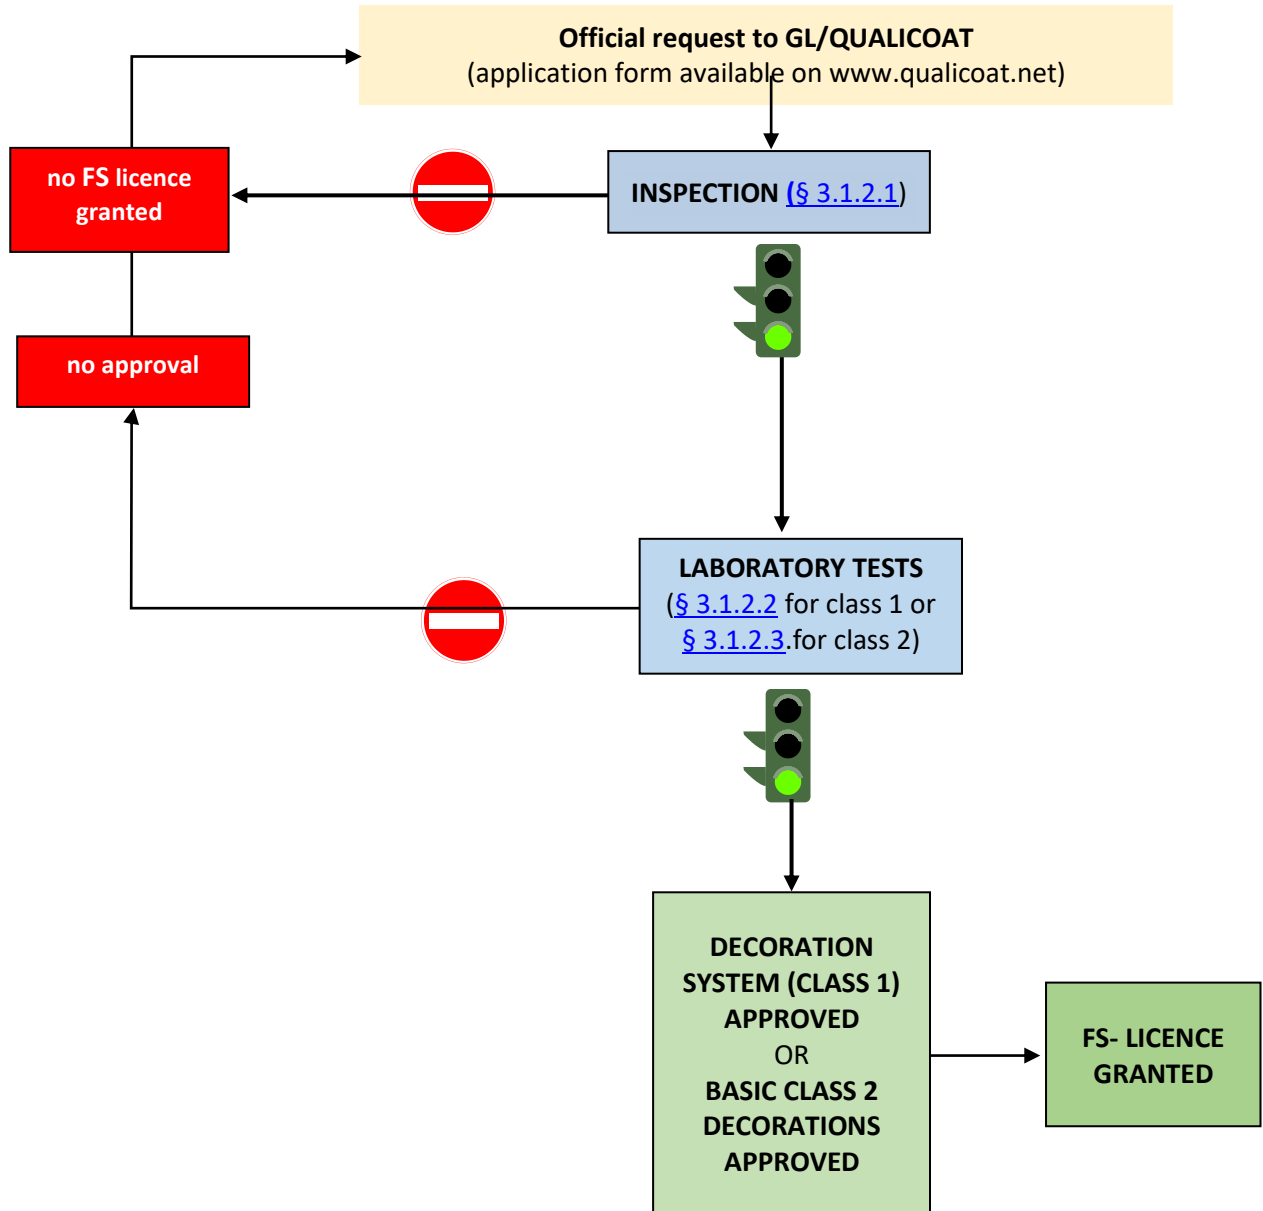 Official request to GL/QUALICOAT
(application form available on www.qualicoat.net)
no FS licence
granted
INSPECTION (§ 3.1.2.1)
no approval
LABORATORY TESTS
(§ 3.1.2.2 for class 1 or
§ 3.1.2.3.for class 2)
DECORATION
SYSTEM (CLASS 1)
APPROVED
OR
BASIC CLASS 2
DECORATIONS
APPROVED
FS- LICENCE
GRANTED